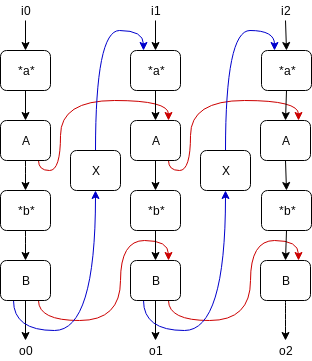 i0 i1 i2
*a* *a* *a*
A A A
X X
*b* *b* *b*
B B B
o0 o1 o2